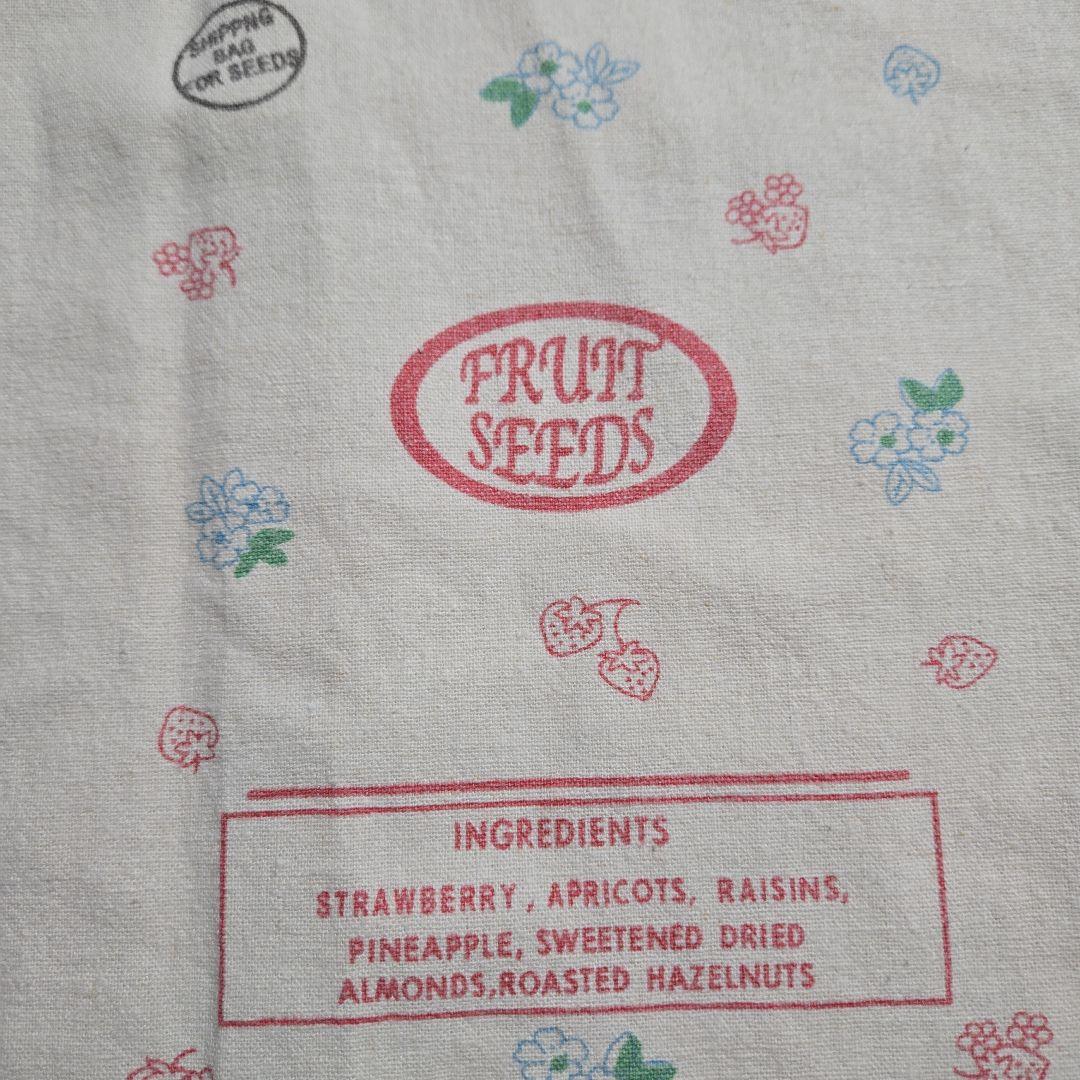 SHIPPNG
BAG
FOR SEEDS
FRUIT
SEEDS
INGREDIENTS
STRAWBERRY, APRICOTS, RAISINS,
PINEAPPLE, SWEETENED DRIED
ALMONDS,ROASTED HAZELNUTS